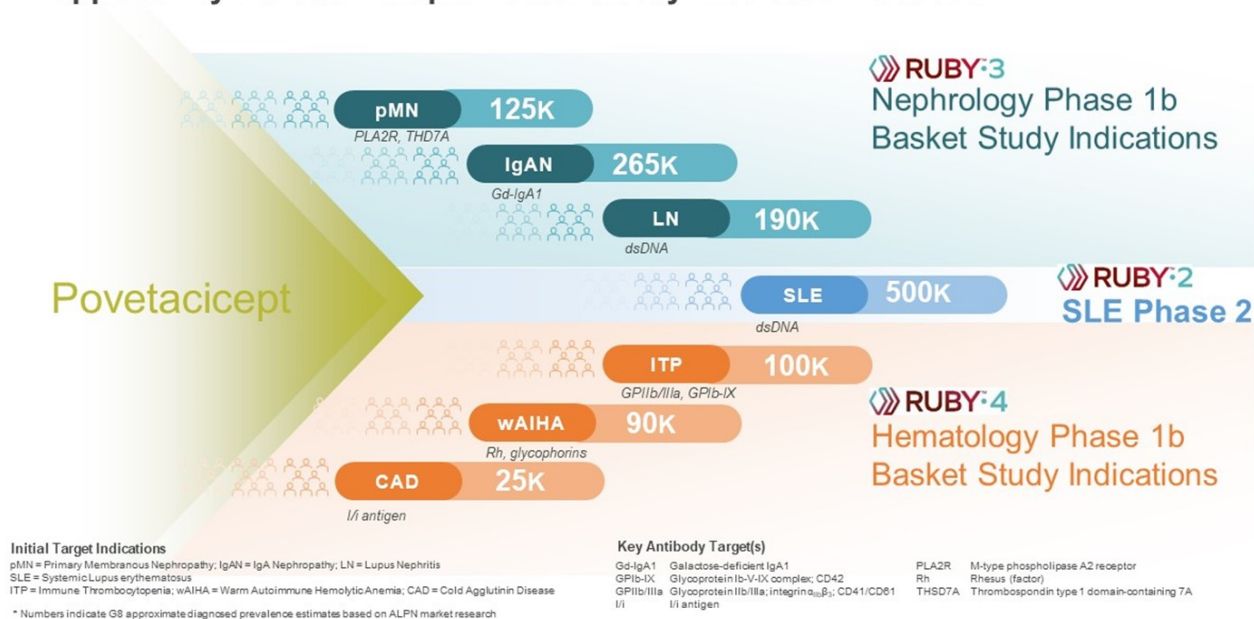 Povetacicept
RUBY·3
Nephrology Phase 1b
Basket Study Indications
pMN 125K
PLA2R, THD7A
IgAN 265K
Gd-IgA1
LN 190K
dsDNA
RUBY·2
SLE Phase 2
SLE 500K
dsDNA
RUBY·4
Hematology Phase 1b
Basket Study Indications
ITP 100K
GPIIb/IIIa, GPIb-IX
wAIHA 90K
Rh, glycophorins
CAD 25K
I/i antigen
Initial Target Indications
pMN = Primary Membranous Nephropathy; IgAN = IgA Nephropathy; LN = Lupus Nephritis
SLE = Systemic Lupus erythematosus
ITP = Immune Thrombocytopenia; wAIHA = Warm Autoimmune Hemolytic Anemia; CAD = Cold Agglutinin Disease
* Numbers indicate G8 approximate diagnosed prevalence estimates based on ALPN market research
Key Antibody Target(s)
Gd-IgA1 Galactose-deficient IgA1
GPIb-IX Glycoprotein Ib-V-IX complex; CD42
GPIIb/IIIa Glycoprotein IIb/IIIa; integrin αIIbβ3; CD41/CD61
I/i I/i antigen
PLA2R M-type phospholipase A2 receptor
Rh Rhesus (factor)
THSD7A Thrombospondin type 1 domain-containing 7A